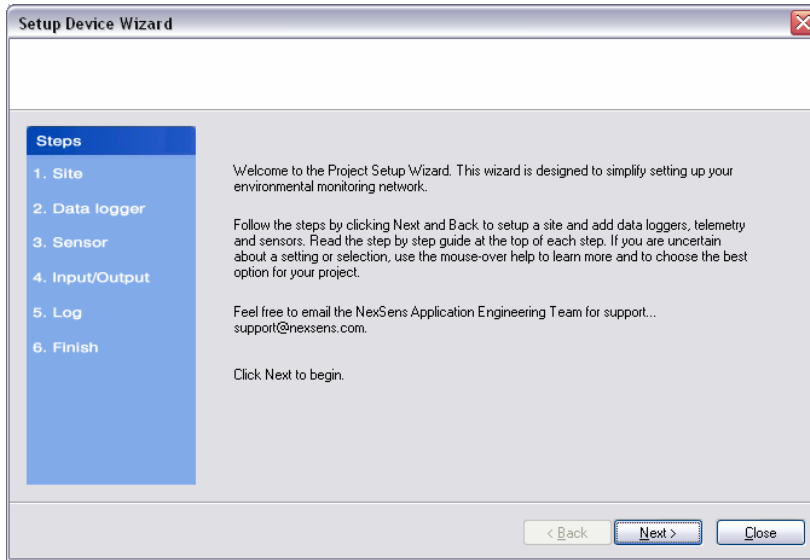 Setup Device Wizard
Steps
1. Site
2. Data logger
3. Sensor
4. Input/Output
5. Log
6. Finish
Welcome to the Project Setup Wizard. This wizard is designed to simplify setting up your
environmental monitoring network.
Follow the steps by clicking Next and Back to setup a site and add data loggers, telemetry
and sensors. Read the step by step guide at the top of each step. If you are uncertain
about a setting or selection, use the mouse-over help to learn more and to choose the best
option for your project.
Feel free to email the NexSens Application Engineering Team for support...
support@nexsens.com.
Click Next to begin.
< Back
Next >
Close